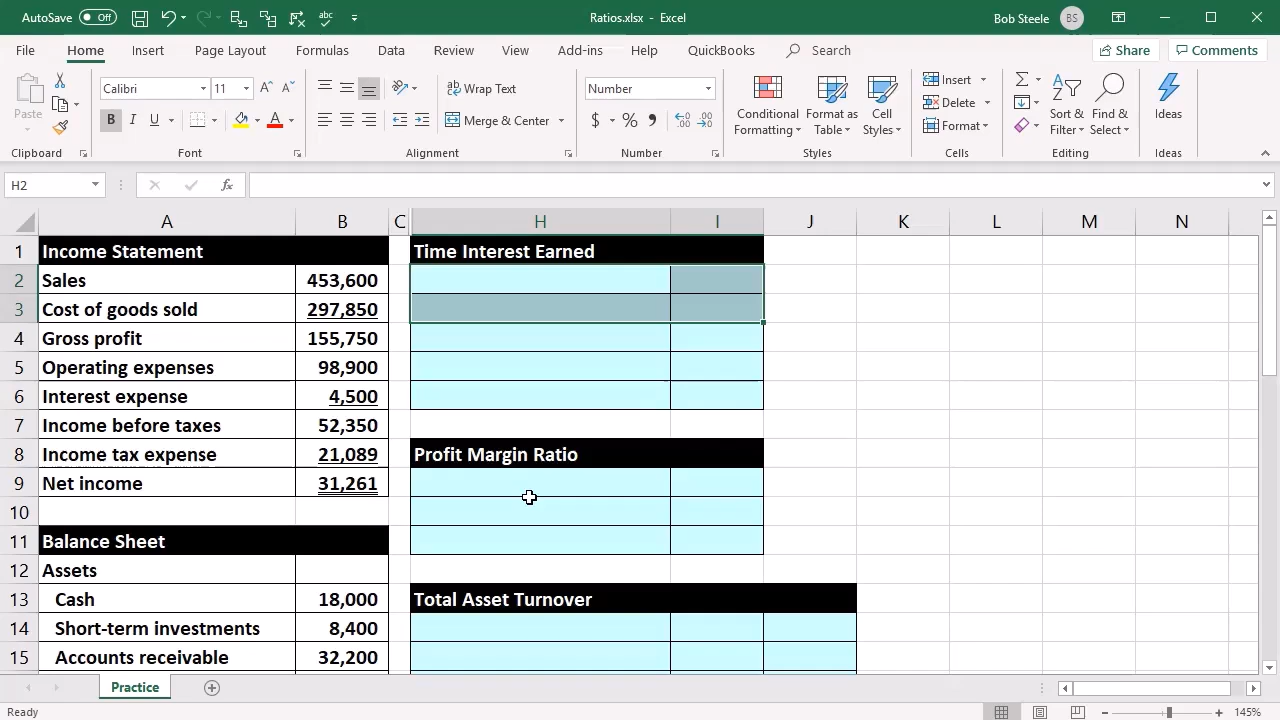 AutoSave Off
Ratios.xlsx - Excel
Bob Steele BS
File Home Insert Page Layout Formulas Data Review View Add-ins Help QuickBooks Search Share Comments
Paste
Calibri 11
Wrap Text
Number
Insert
Delete
Format
B I U
Merge & Center
$ %
Conditional Formatting
Format as Table
Cell Styles
Sort & Filter
Find & Select
Ideas
Clipboard Font Alignment Number Styles Cells Editing Ideas
H2 fx
A B C H I J K L M N
1 Income Statement Time Interest Earned
2 Sales 453,600
3 Cost of goods sold 297,850
4 Gross profit 155,750
5 Operating expenses 98,900
6 Interest expense 4,500
7 Income before taxes 52,350
8 Income tax expense 21,089 Profit Margin Ratio
9 Net income 31,261
10
11 Balance Sheet
12 Assets
13 Cash 18,000 Total Asset Turnover
14 Short-term investments 8,400
15 Accounts receivable 32,200
Practice
Ready 145%